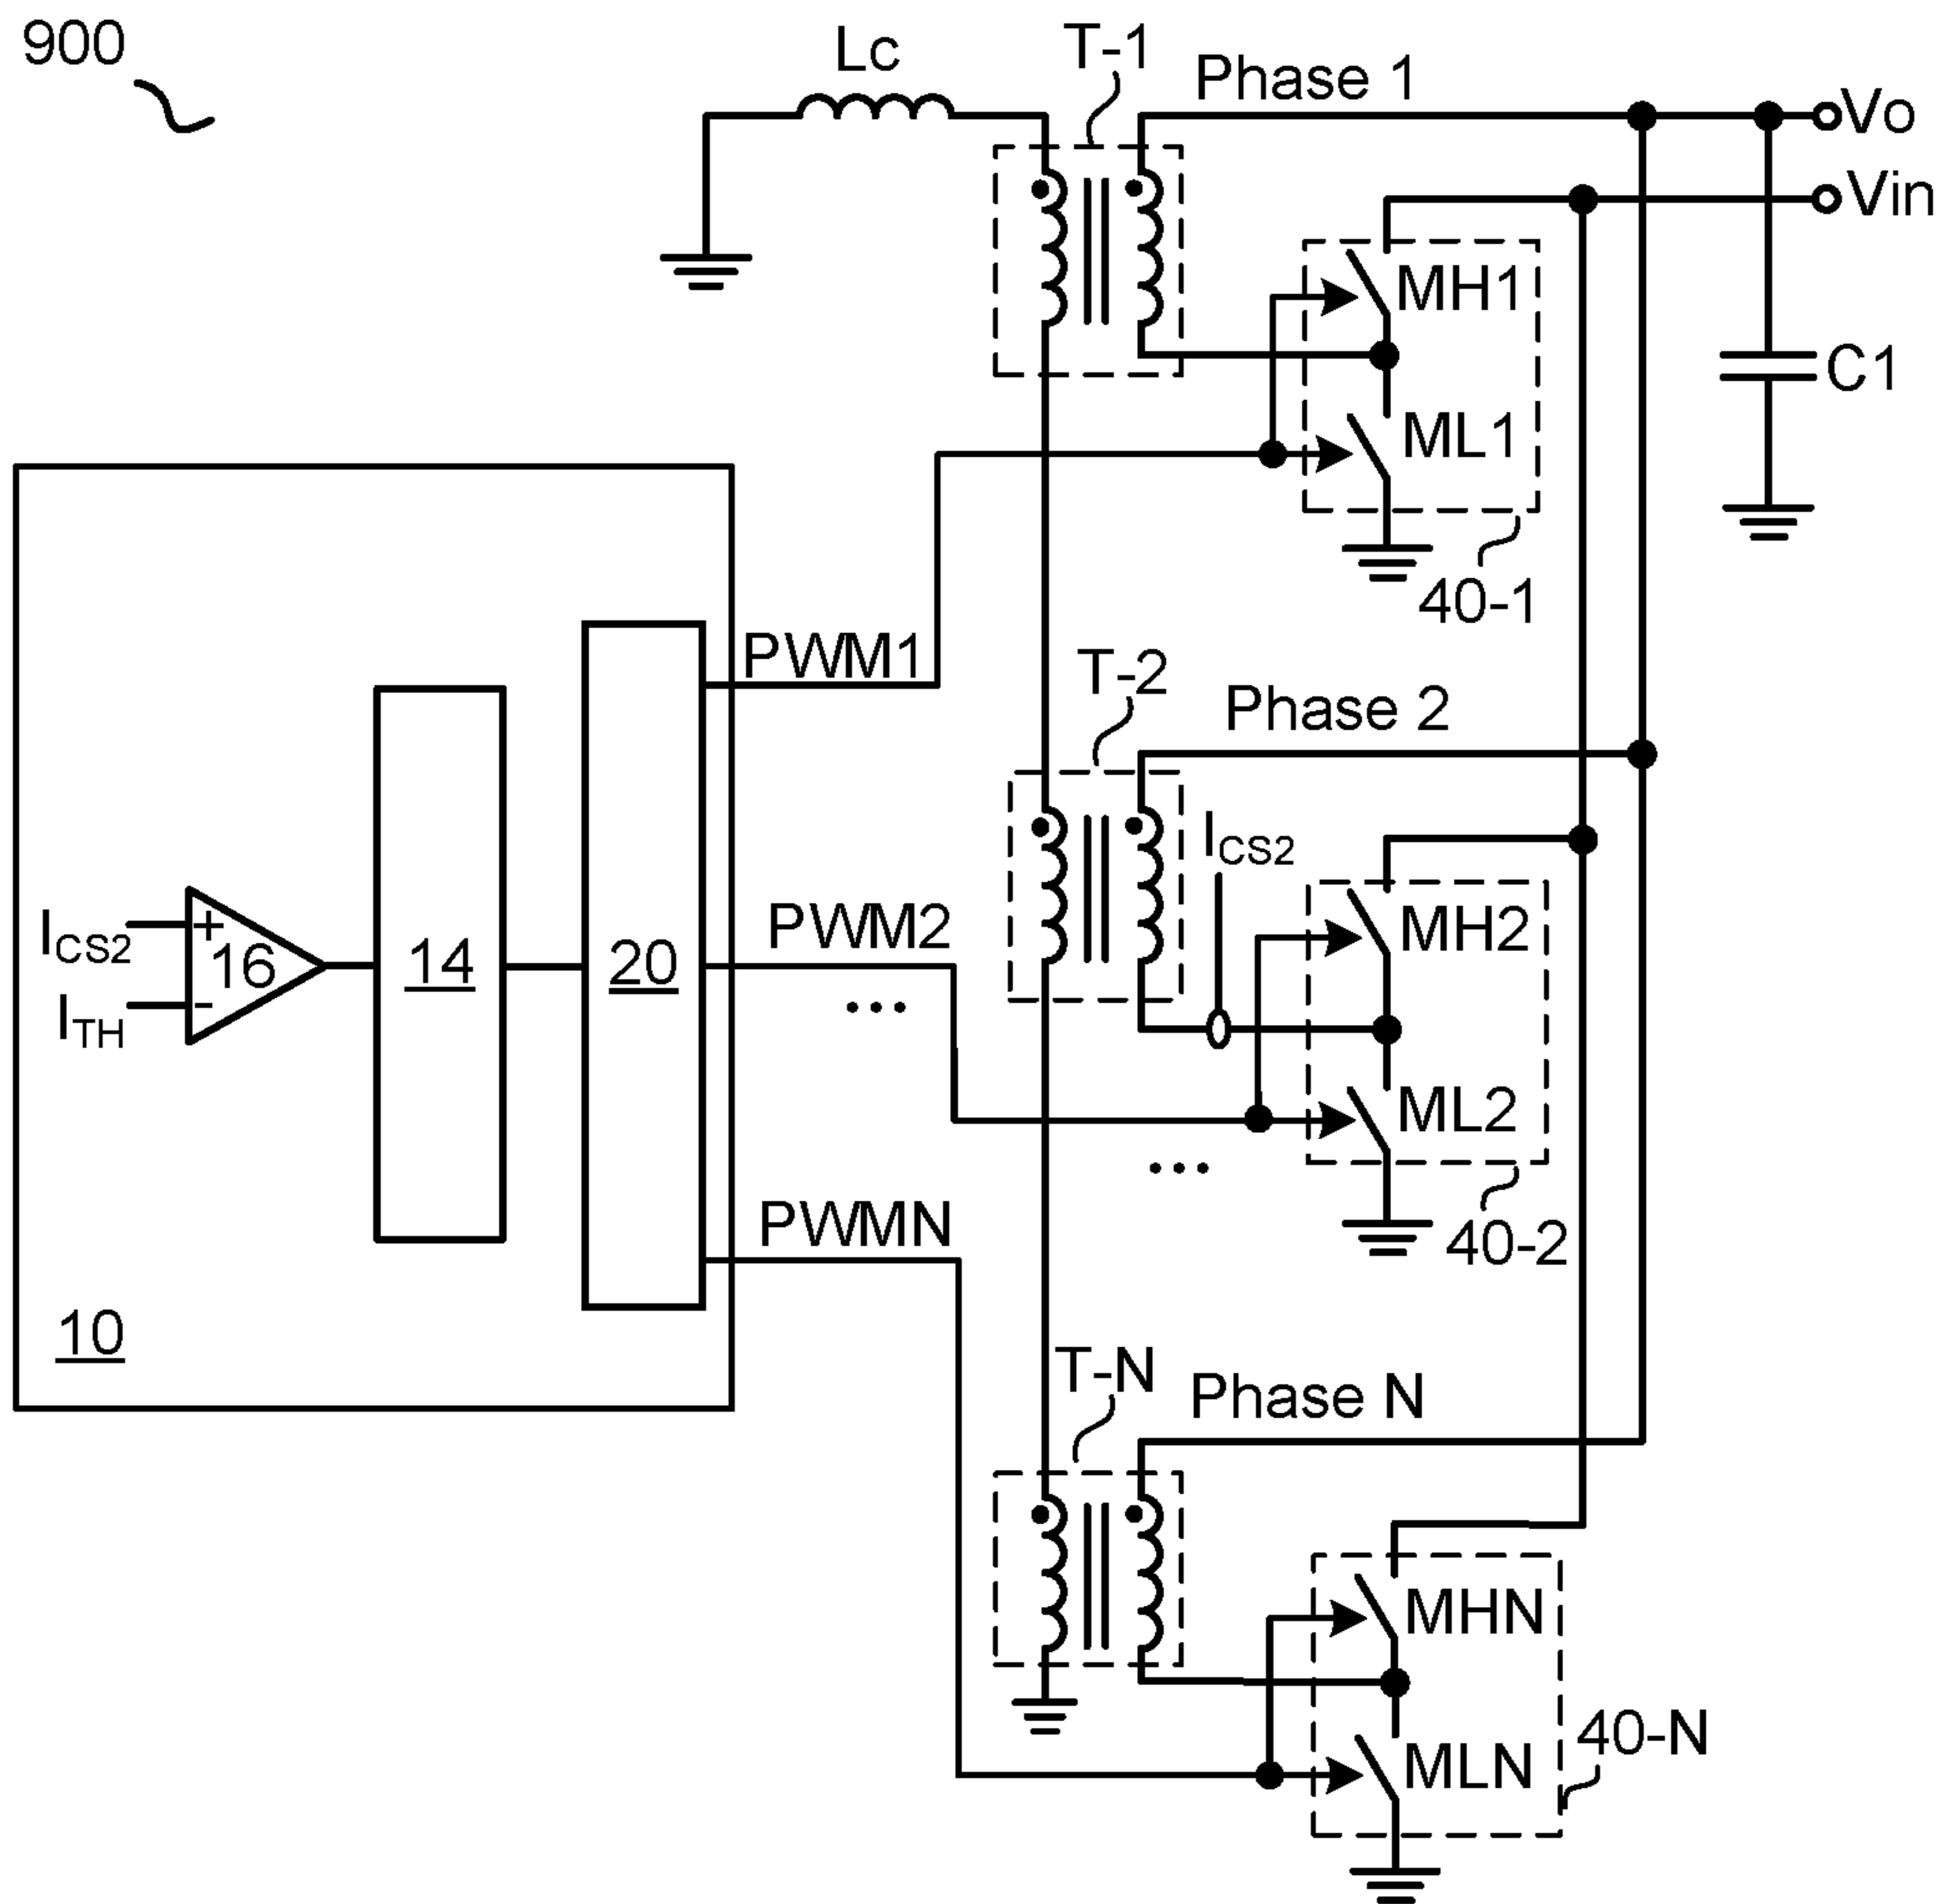 900
Lc
T-1
Phase 1
Vo
Vin
MH1
C1
ML1
40-1
PWM1
T-2
Phase 2
ICS2
MH2
PWM2
...
ICS2
+
16
14
20
ITH
-
ML2
...
40-2
PWMN
10
T-N
Phase N
MHN
40-N
MLN